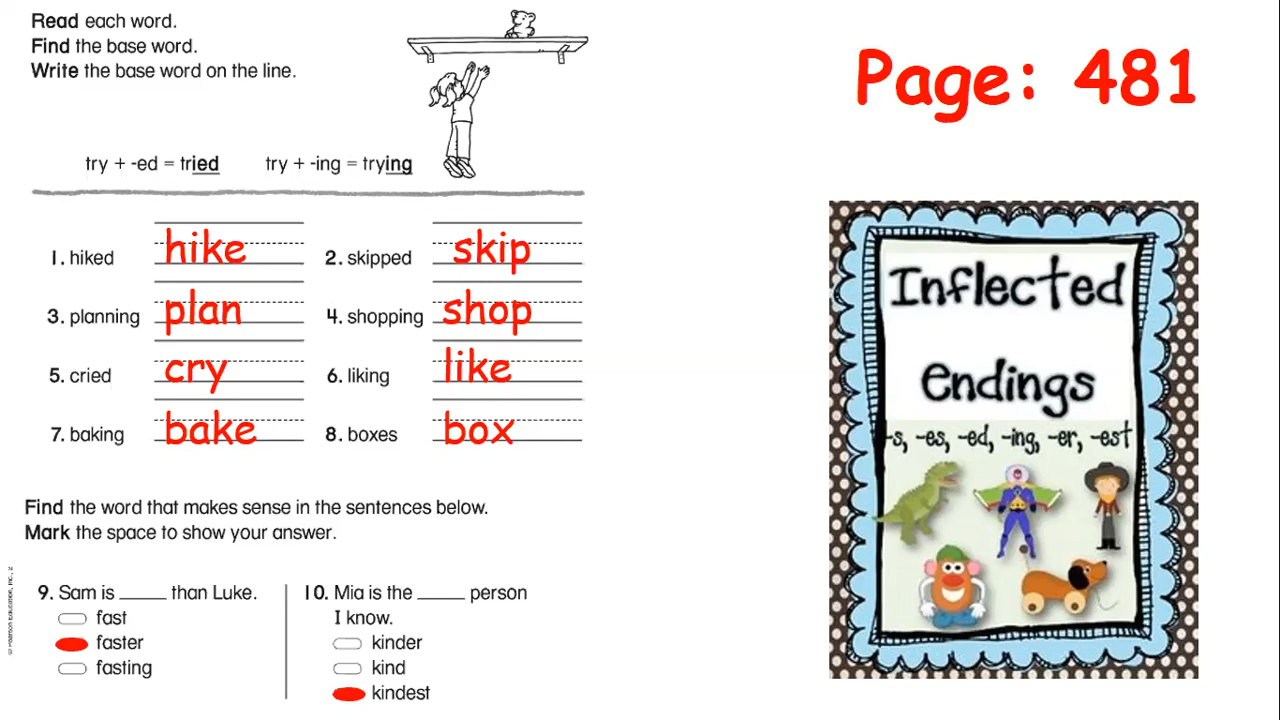 Read each word.
Find the base word.
Write the base word on the line.
try + -ed = tried try + -ing = trying
1. hiked hike 2. skipped skip
3. planning plan 4. shopping shop
5. cried cry 6. liking like
7. baking bake 8. boxes box
Find the word that makes sense in the sentences below.
Mark the space to show your answer.
9. Sam is _____ than Luke.
fast
faster
fasting
10. Mia is the _____ person
I know.
kinder
kind
kindest
Page: 481
Inflected
Endings
-s, -es, -ed, -ing, -er, -est
© Pearson Education, Inc.